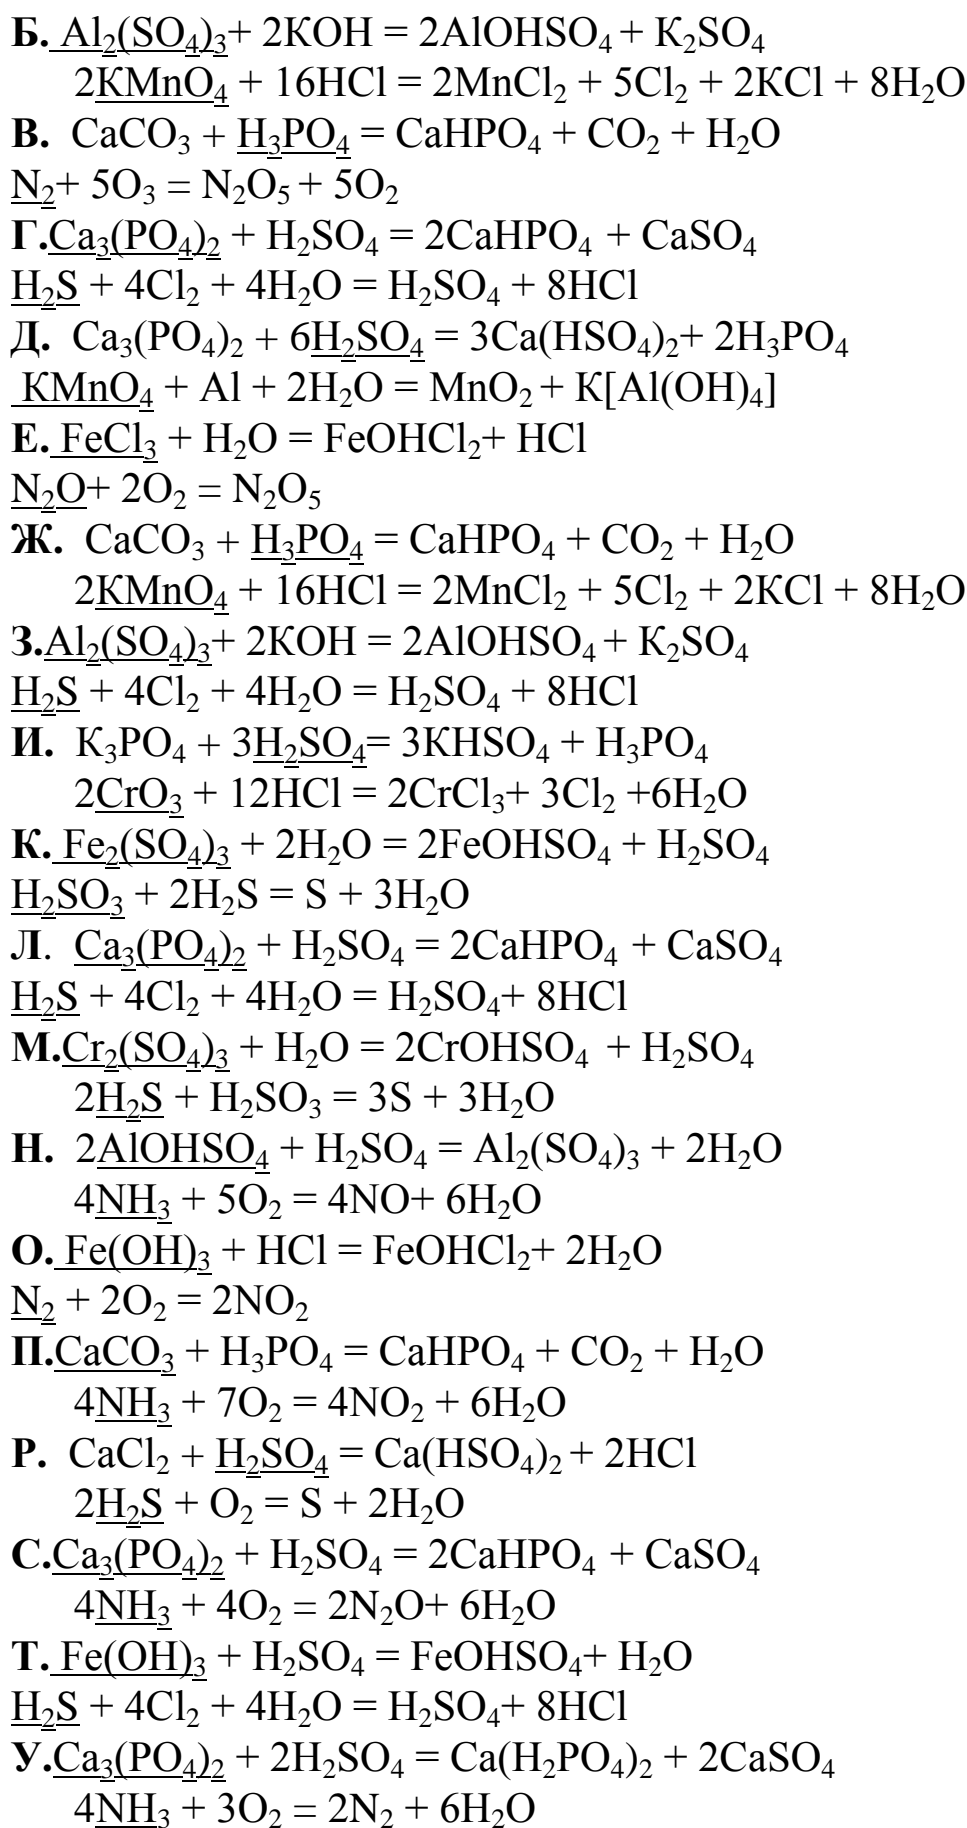 Б. Al₂(SO₄)₃+ 2KOH = 2AlOHSO₄ + K₂SO₄
2KMnO₄ + 16HCl = 2MnCl₂ + 5Cl₂ + 2KCl + 8H₂O
В. CaCO₃ + H₃PO₄ = CaHPO₄ + CO₂ + H₂O
N₂+ 5O₃ = N₂O₅ + 5O₂
Г.Ca₃(PO₄)₂ + H₂SO₄ = 2CaHPO₄ + CaSO₄
H₂S + 4Cl₂ + 4H₂O = H₂SO₄ + 8HCl
Д. Ca₃(PO₄)₂ + 6H₂SO₄ = 3Ca(HSO₄)₂+ 2H₃PO₄
KMnO₄ + Al + 2H₂O = MnO₂ + K[Al(OH)₄]
Е. FeCl₃ + H₂O = FeOHCl₂+ HCl
N₂O+ 2O₂ = N₂O₅
Ж. CaCO₃ + H₃PO₄ = CaHPO₄ + CO₂ + H₂O
2KMnO₄ + 16HCl = 2MnCl₂ + 5Cl₂ + 2KCl + 8H₂O
З.Al₂(SO₄)₃+ 2KOH = 2AlOHSO₄ + K₂SO₄
H₂S + 4Cl₂ + 4H₂O = H₂SO₄ + 8HCl
И. K₃PO₄ + 3H₂SO₄= 3KHSO₄ + H₃PO₄
2CrO₃ + 12HCl = 2CrCl₃+ 3Cl₂ +6H₂O
К. Fe₂(SO₄)₃ + 2H₂O = 2FeOHSO₄ + H₂SO₄
H₂SO₃ + 2H₂S = S + 3H₂O
Л. Ca₃(PO₄)₂ + H₂SO₄ = 2CaHPO₄ + CaSO₄
H₂S + 4Cl₂ + 4H₂O = H₂SO₄+ 8HCl
М.Cr₂(SO₄)₃ + H₂O = 2CrOHSO₄ + H₂SO₄
2H₂S + H₂SO₃ = 3S + 3H₂O
Н. 2AlOHSO₄ + H₂SO₄ = Al₂(SO₄)₃ + 2H₂O
4NH₃ + 5O₂ = 4NO+ 6H₂O
О. Fe(OH)₃ + HCl = FeOHCl₂+ 2H₂O
N₂ + 2O₂ = 2NO₂
П.CaCO₃ + H₃PO₄ = CaHPO₄ + CO₂ + H₂O
4NH₃ + 7O₂ = 4NO₂ + 6H₂O
Р. CaCl₂ + H₂SO₄ = Ca(HSO₄)₂ + 2HCl
2H₂S + O₂ = S + 2H₂O
С.Ca₃(PO₄)₂ + H₂SO₄ = 2CaHPO₄ + CaSO₄
4NH₃ + 4O₂ = 2N₂O+ 6H₂O
Т. Fe(OH)₃ + H₂SO₄ = FeOHSO₄+ H₂O
H₂S + 4Cl₂ + 4H₂O = H₂SO₄+ 8HCl
У.Ca₃(PO₄)₂ + 2H₂SO₄ = Ca(H₂PO₄)₂ + 2CaSO₄
4NH₃ + 3O₂ = 2N₂ + 6H₂O